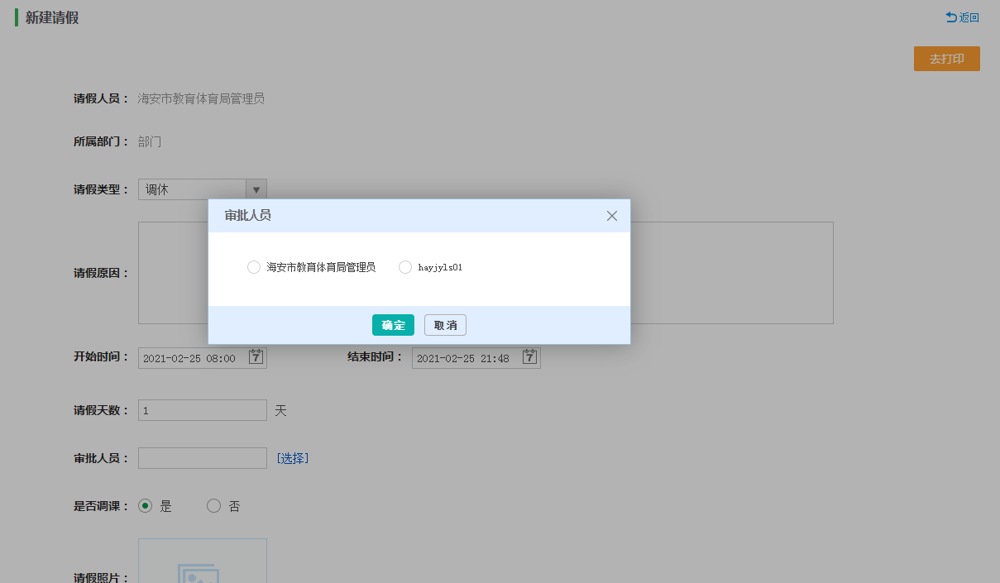 新建请假
返回
去打印
请假人员： 海安市教育体育局管理员
所属部门： 部门
请假类型： 调休
审批人员
请假原因：
海安市教育体育局管理员 hayjyls01
确定 取消
开始时间： 2021-02-25 08:00 7 结束时间： 2021-02-25 21:48 7
请假天数： 1 天
审批人员： [选择]
是否调课： 是 否
请假照片：